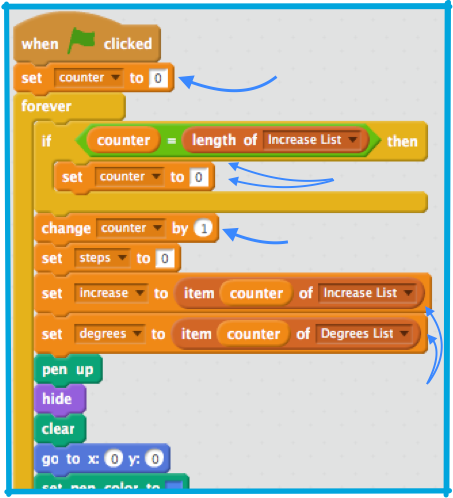 when clicked
set counter to 0
forever
if counter = length of Increase List then
set counter to 0
change counter by 1
set steps to 0
set Increase to item counter of Increase List
set degrees to item counter of Degrees List
pen up
hide
clear
go to x: 0 y: 0
set pen color to